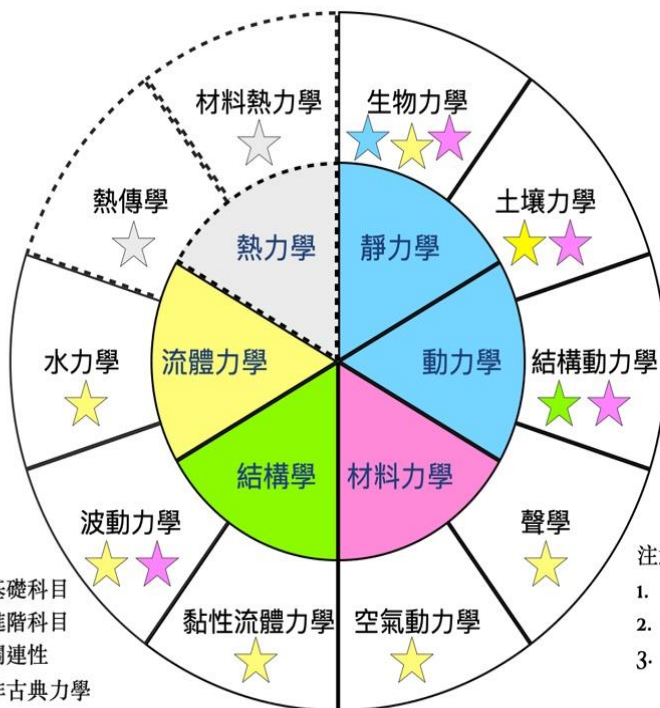 材料熱力學
生物力學
熱傳學
土壤力學
熱力學
靜力學
水力學
流體力學
動力學
結構動力學
結構學
材料力學
波動力學
聲學
黏性流體力學
空氣動力學
礎科目
階科目
連性
古典力學
注
1.
2.
3.